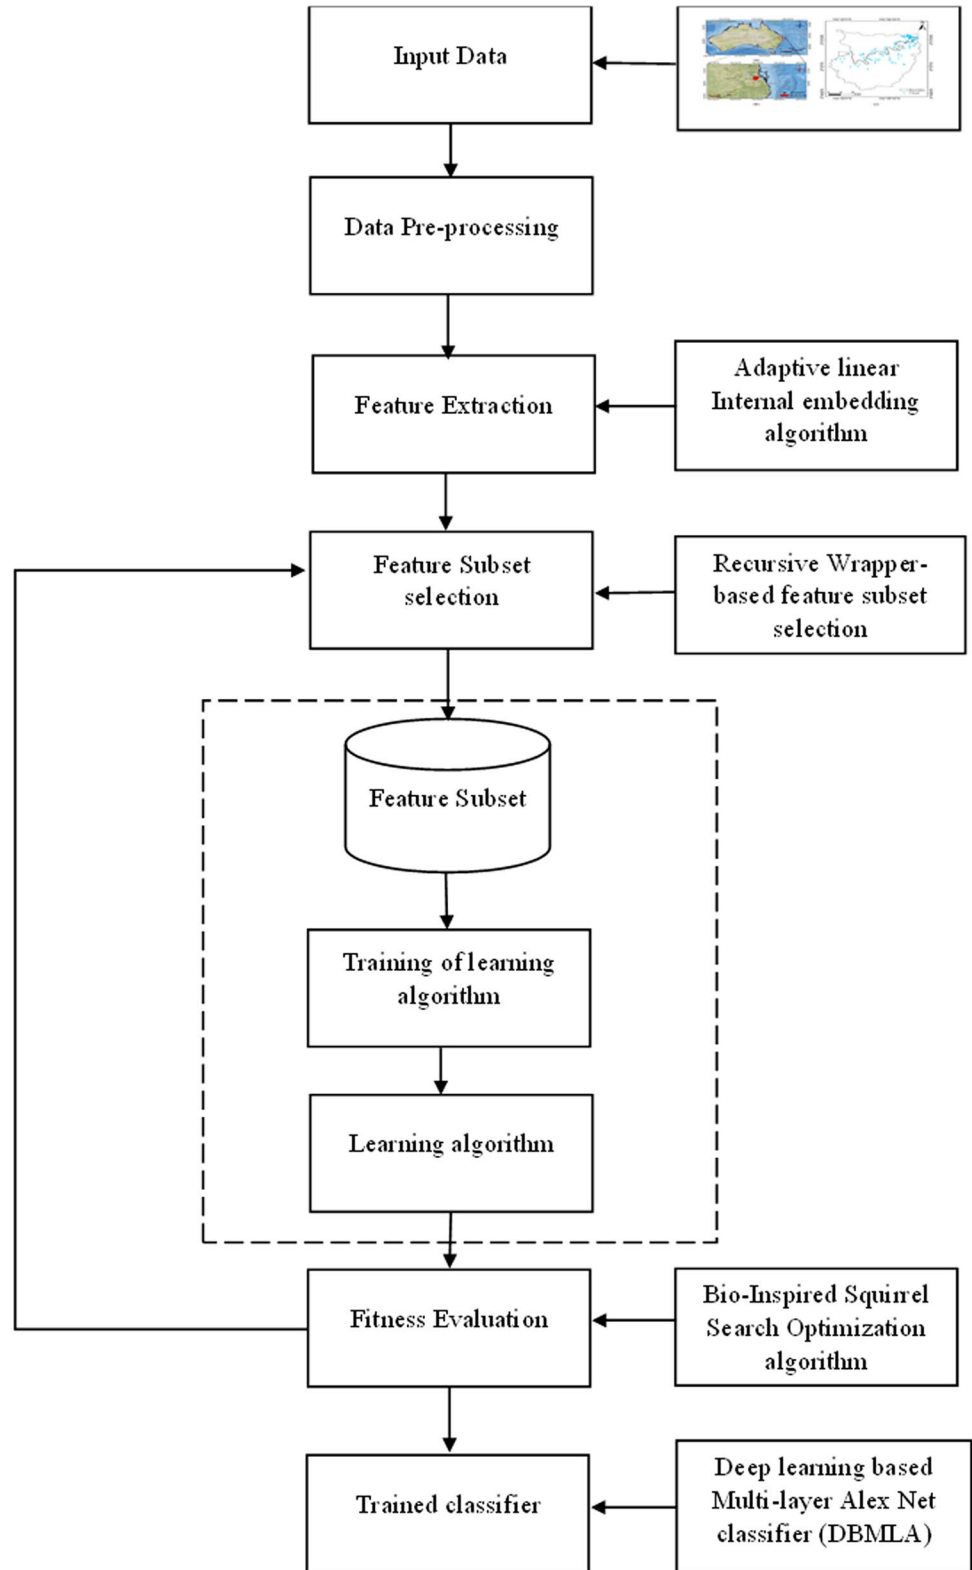 Input Data
Data Pre-processing
Feature Extraction
Adaptive linear
Internal embedding
algorithm
Feature Subset
selection
Recursive Wrapper-
based feature subset
selection
Feature Subset
Training of learning
algorithm
Learning algorithm
Fitness Evaluation
Bio-Inspired Squirrel
Search Optimization
algorithm
Trained classifier
Deep learning based
Multi-layer Alex Net
classifier (DBMLA)